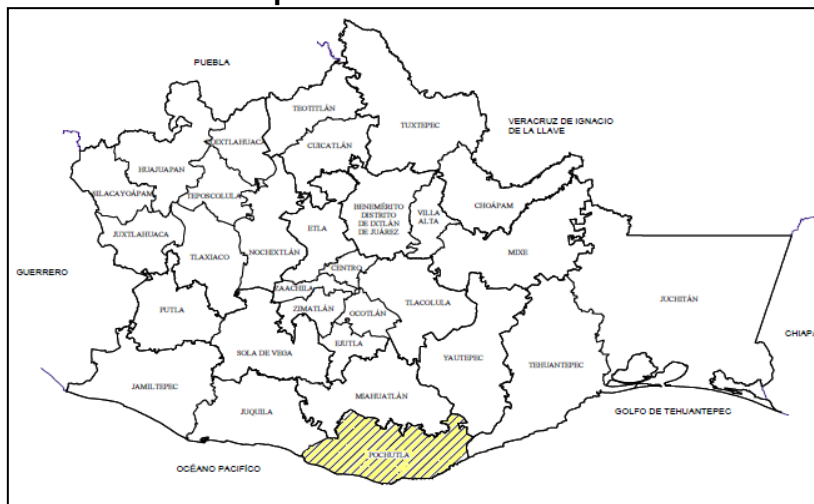 PUEBLA
TEOTITLÁN
TUXTEPEC
VERACRUZ DE IGNACIO
DE LA LLAVE
COIXTLAHUACA
CUICATLÁN
HUAJUAPAN
SILACAYOÁPAM
TEPOSCOLULA
BENEMÉRITO
DISTRITO
DE IXTLÁN
DE JUÁREZ
VILLA
ALTA
CHOÁPAM
JUXTLAHUACA
ETLA
NOCHIXTLÁN
TLAXIACO
MIXE
CENTRO
GUERRERO
ZAACHILA
TLACOLULA
JUCHITÁN
PUTLA
ZIMATLÁN
OCOTLÁN
CHIAPA
EJUTLA
SOLA DE VEGA
YAUTEPEC
TEHUANTEPEC
JAMILTEPEC
MIAHUATLÁN
JUQUILA
GOLFO DE TEHUANTEPEC
POCHUTLA
OCÉANO PACIFÍCO